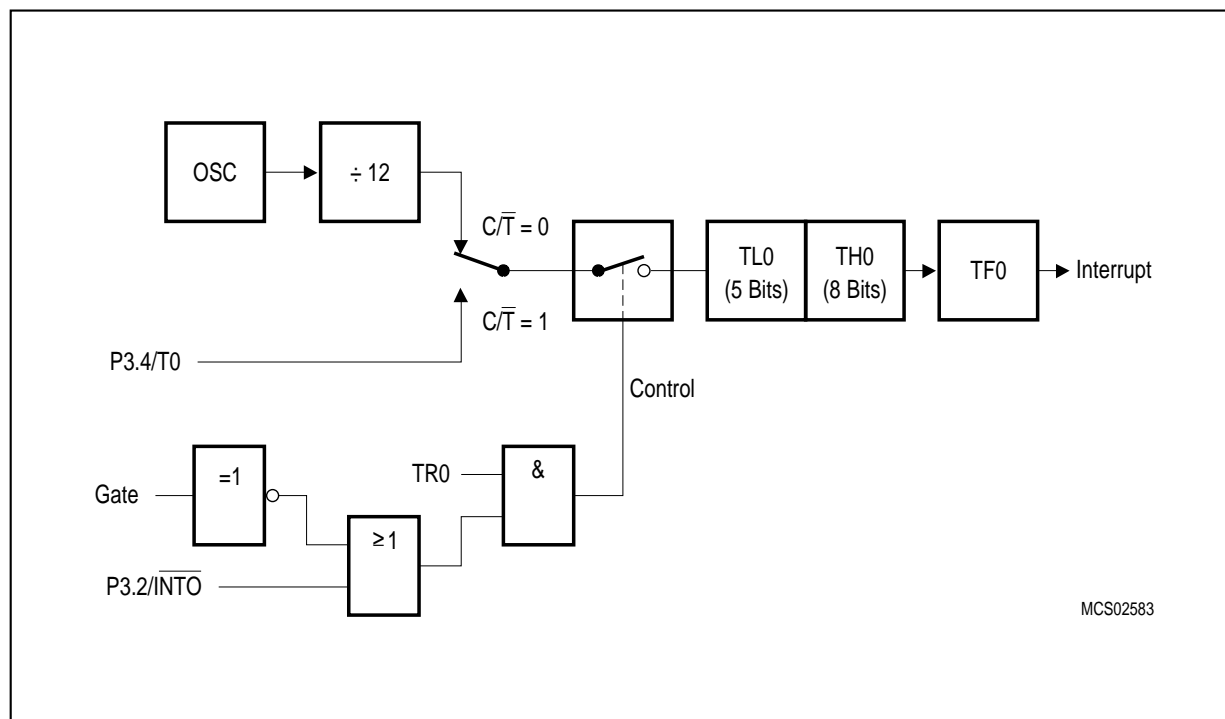 OSC
÷ 12
C/T̅ = 0
C/T̅ = 1
P3.4/T0
TL0
(5 Bits)
TH0
(8 Bits)
TF0
Interrupt
Control
TR0
&
=1
Gate
≥1
P3.2/I̅N̅T̅O̅
MCS02583